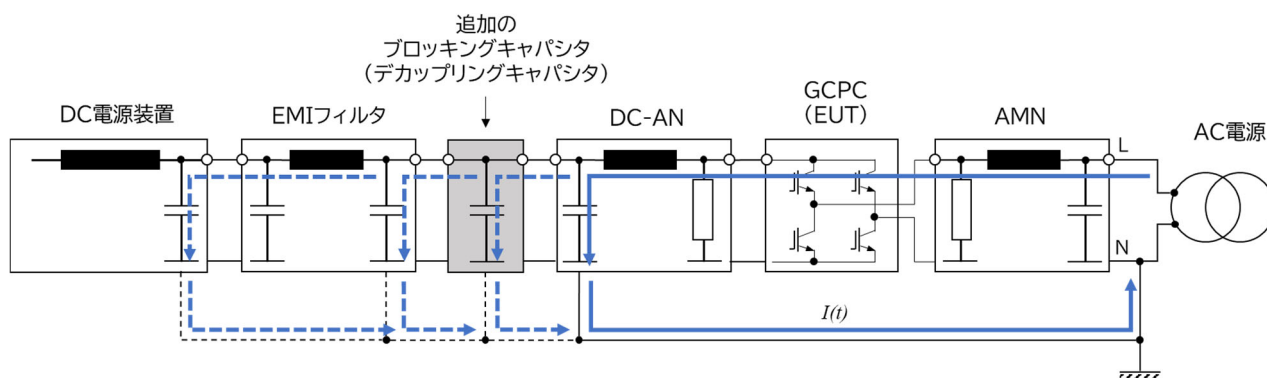 追加の
ブロッキングキャパシタ
(デカップリングキャパシタ)
DC電源装置
EMIフィルタ
DC-AN
GCPC
(EUT)
AMN
AC電源
L
N
I(t)